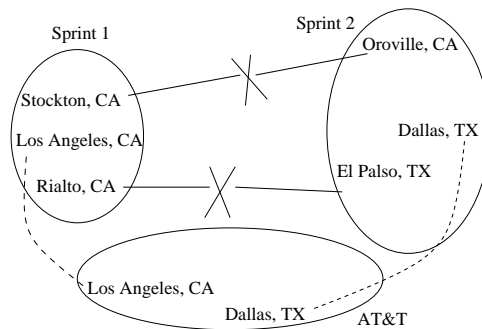 Sprint 1
Sprint 2
Oroville, CA
Stockton, CA
Los Angeles, CA
Dallas, TX
Rialto, CA
El Palso, TX
Los Angeles, CA
Dallas, TX
AT&T